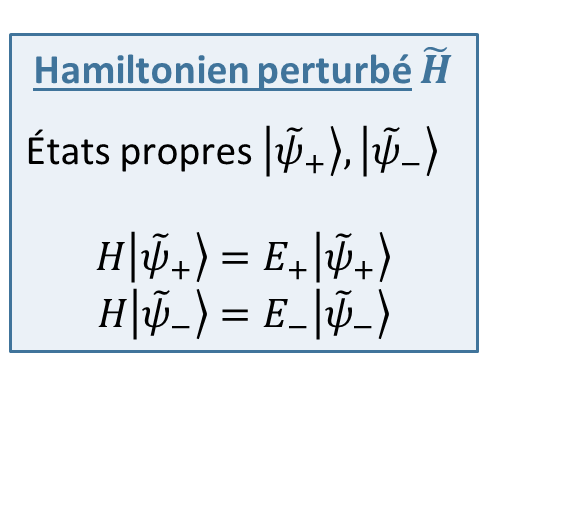 Hamiltonien perturbé H̃
États propres |ψ̃₊⟩,|ψ̃₋⟩
H|ψ̃₊⟩ = E₊|ψ̃₊⟩
H|ψ̃₋⟩ = E₋|ψ̃₋⟩